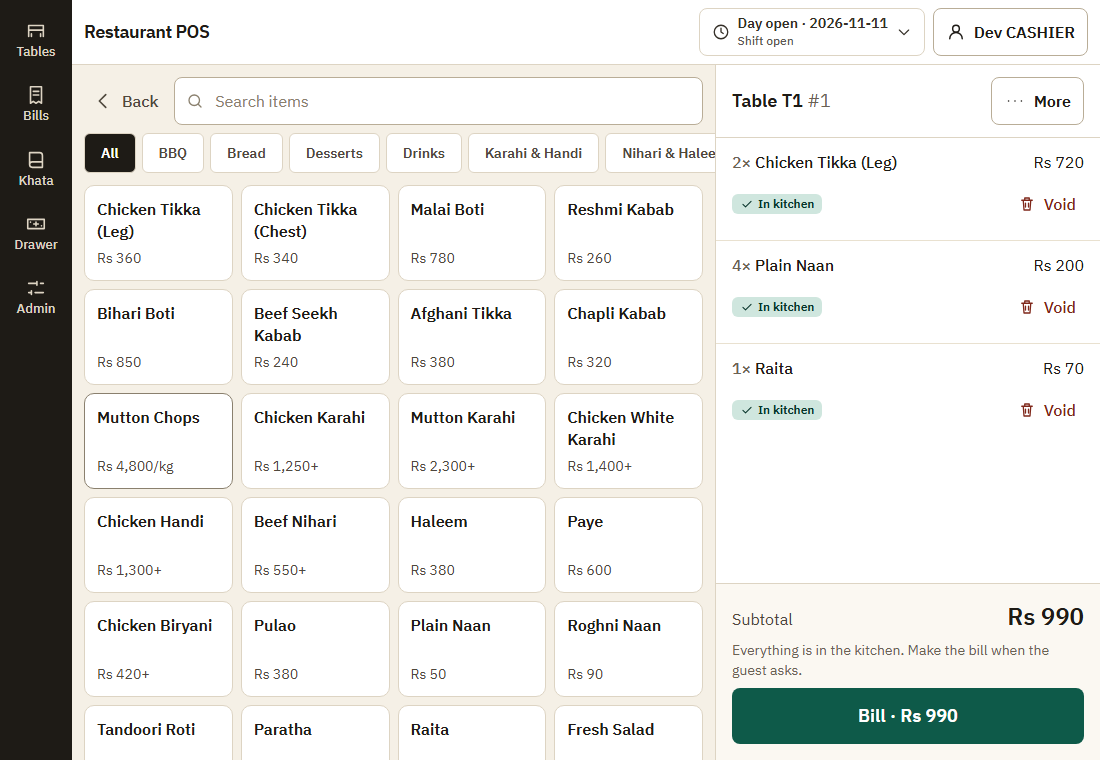 Restaurant POS
Day open · 2026-11-11
Shift open
Dev CASHIER
Tables
Bills
Khata
Drawer
Admin
Back
Search items
All
BBQ
Bread
Desserts
Drinks
Karahi & Handi
Nihari & Halee
Chicken Tikka (Leg)
Rs 360
Chicken Tikka (Chest)
Rs 340
Malai Boti
Rs 780
Reshmi Kabab
Rs 260
Bihari Boti
Rs 850
Beef Seekh Kabab
Rs 240
Afghani Tikka
Rs 380
Chapli Kabab
Rs 320
Mutton Chops
Rs 4,800/kg
Chicken Karahi
Rs 1,250+
Mutton Karahi
Rs 2,300+
Chicken White Karahi
Rs 1,400+
Chicken Handi
Rs 1,300+
Beef Nihari
Rs 550+
Haleem
Rs 380
Paye
Rs 600
Chicken Biryani
Rs 420+
Pulao
Rs 380
Plain Naan
Rs 50
Roghni Naan
Rs 90
Tandoori Roti
Paratha
Raita
Fresh Salad
Table T1 #1
··· More
2× Chicken Tikka (Leg)
Rs 720
In kitchen
Void
4× Plain Naan
Rs 200
In kitchen
Void
1× Raita
Rs 70
In kitchen
Void
Subtotal
Rs 990
Everything is in the kitchen. Make the bill when the
guest asks.
Bill · Rs 990